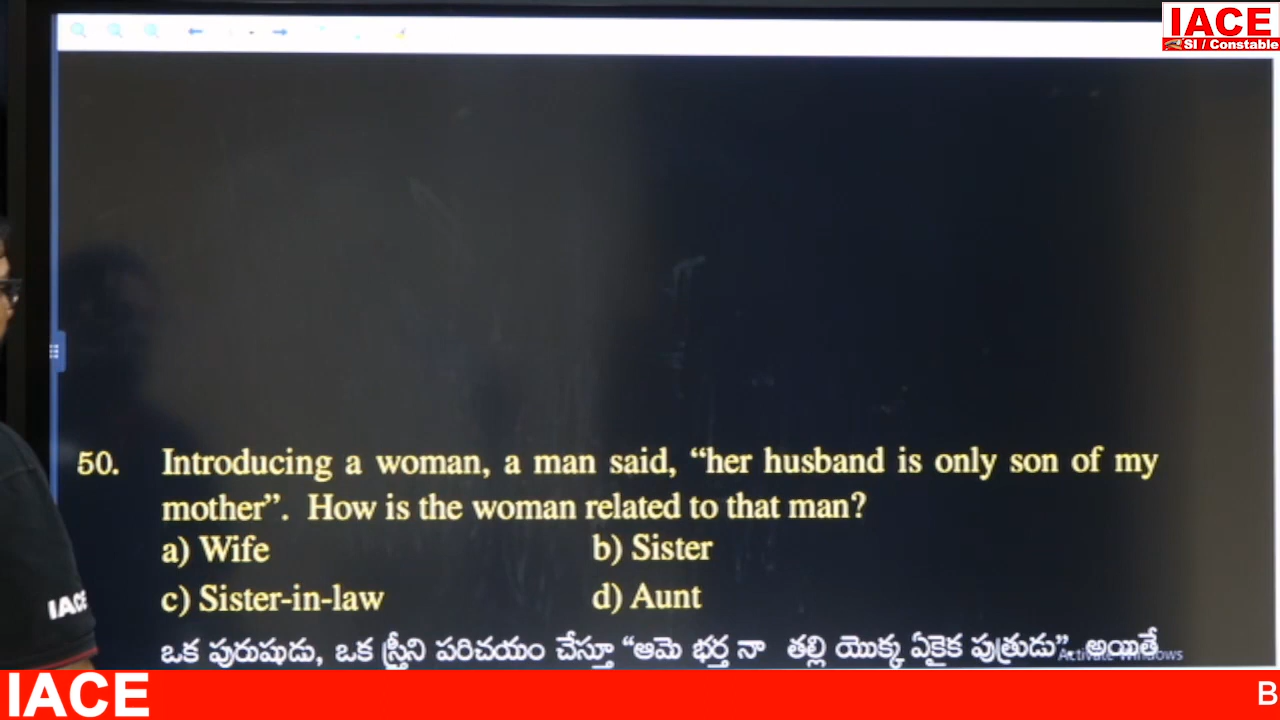 IACE
SI / Constable
50. Introducing a woman, a man said, “her husband is only son of my
mother”. How is the woman related to that man?
a) Wife b) Sister
c) Sister-in-law d) Aunt
ఒక పురుషుడు, ఒక స్త్రీని పరిచయం చేస్తూ “ఆమె భర్త నా తల్లి యొక్క ఏకైక పుత్రుడు”. అయితే
Activate Windows
IACE
IACE
B